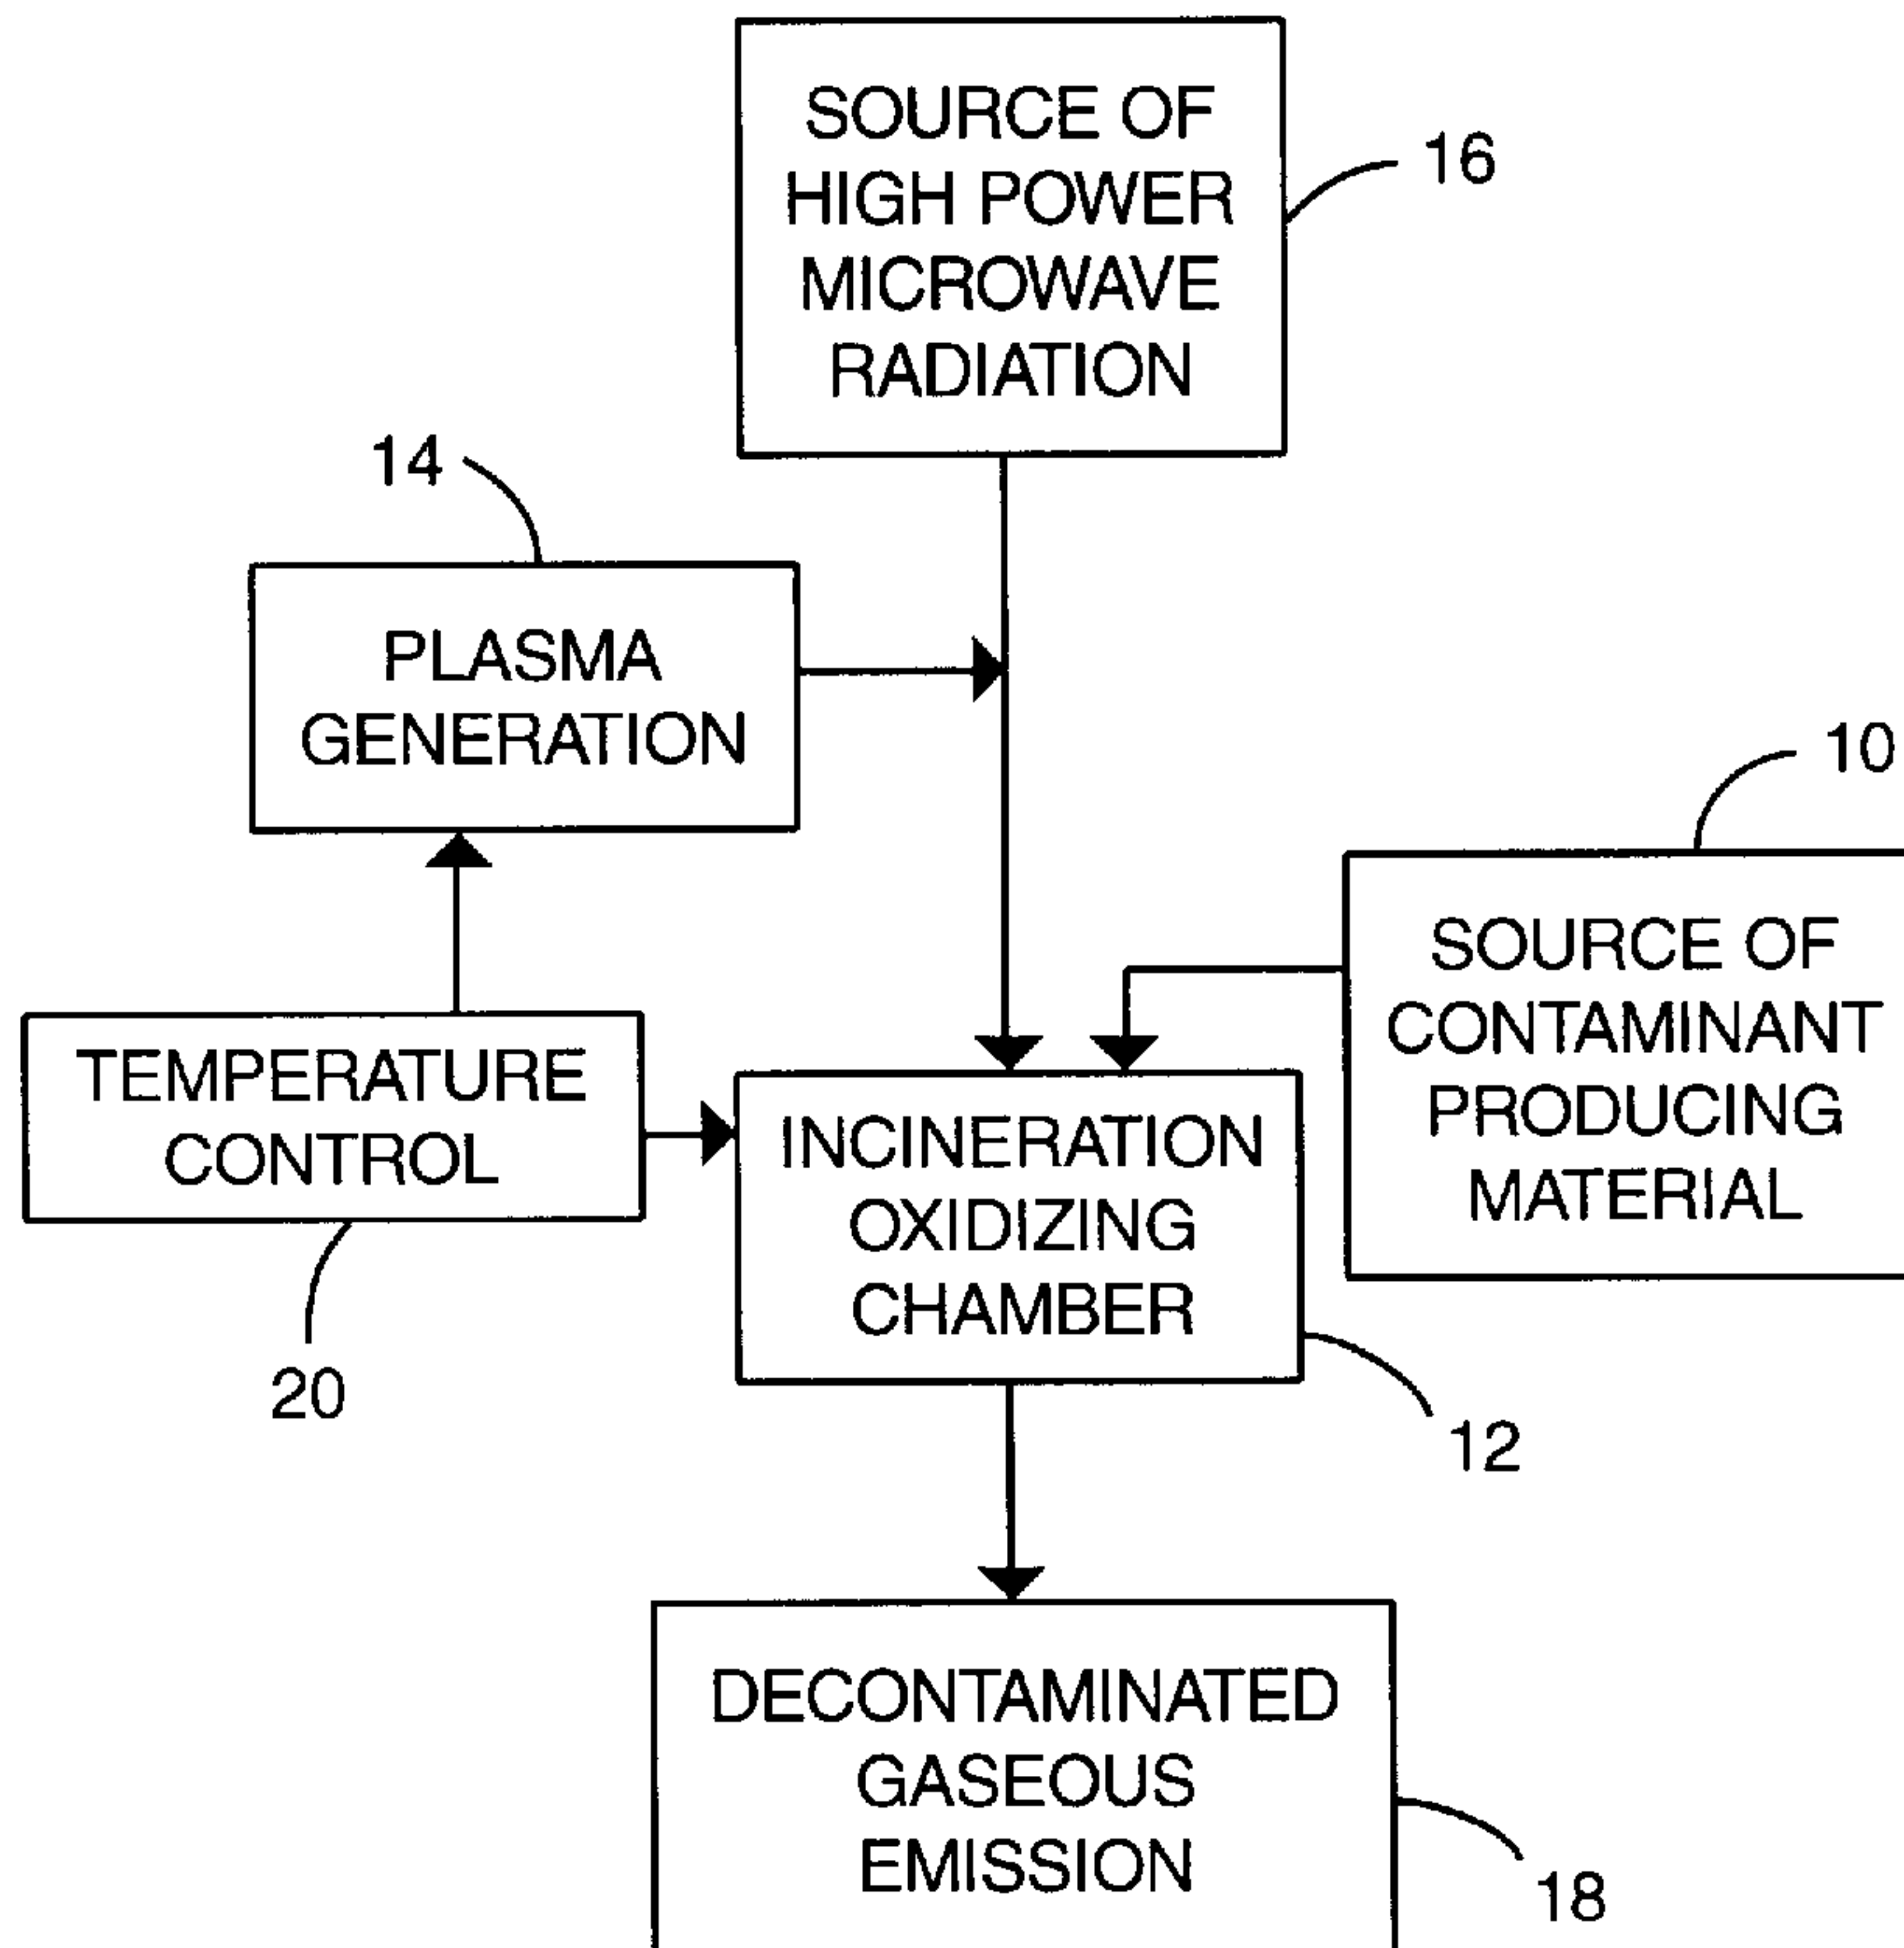 SOURCE OF
HIGH POWER
MICROWAVE
RADIATION
16
14
PLASMA
GENERATION
10
SOURCE OF
CONTAMINANT
PRODUCING
MATERIAL
TEMPERATURE
CONTROL
20
INCINERATION
OXIDIZING
CHAMBER
12
DECONTAMINATED
GASEOUS
EMISSION
18